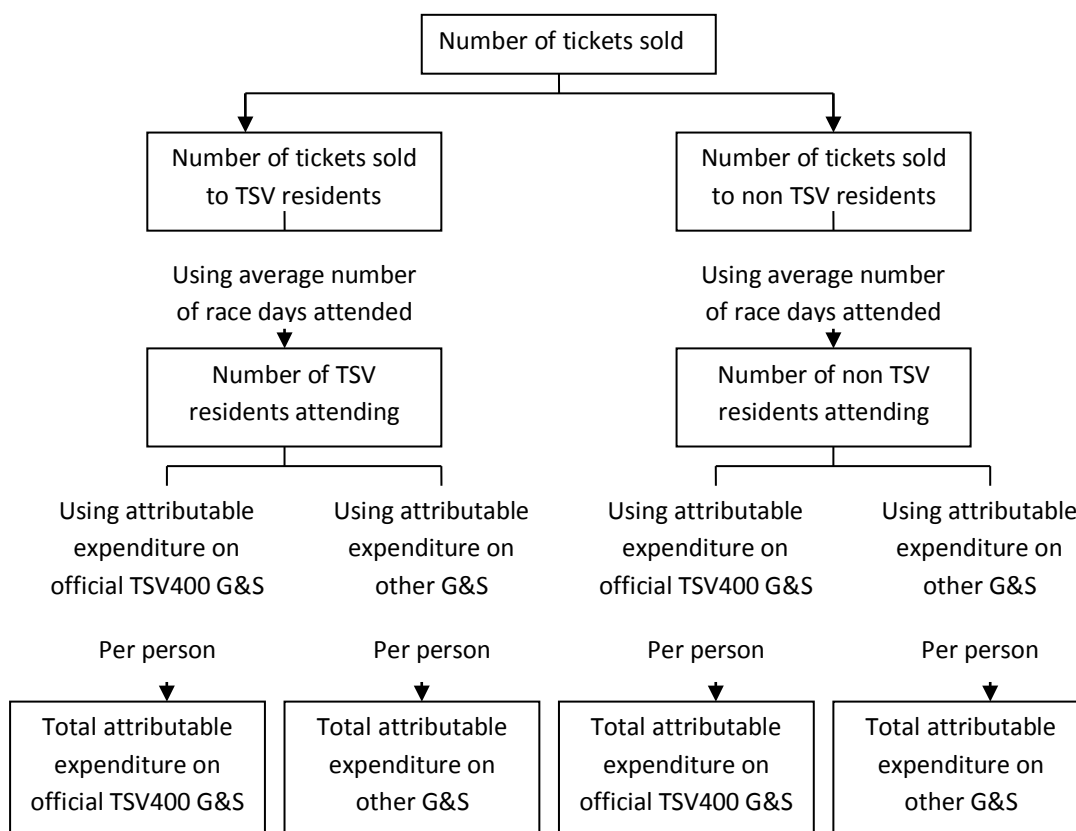 Number of tickets sold
Number of tickets sold
to TSV residents
Number of tickets sold
to non TSV residents
Using average number
of race days attended
Using average number
of race days attended
Number of TSV
residents attending
Number of non TSV
residents attending
Using attributable
expenditure on
official TSV400 G&S
Per person
Using attributable
expenditure on
other G&S
Per person
Using attributable
expenditure on
official TSV400 G&S
Per person
Using attributable
expenditure on
other G&S
Per person
Total attributable
expenditure on
official TSV400 G&S
Total attributable
expenditure on
other G&S
Total attributable
expenditure on
official TSV400 G&S
Total attributable
expenditure on
other G&S